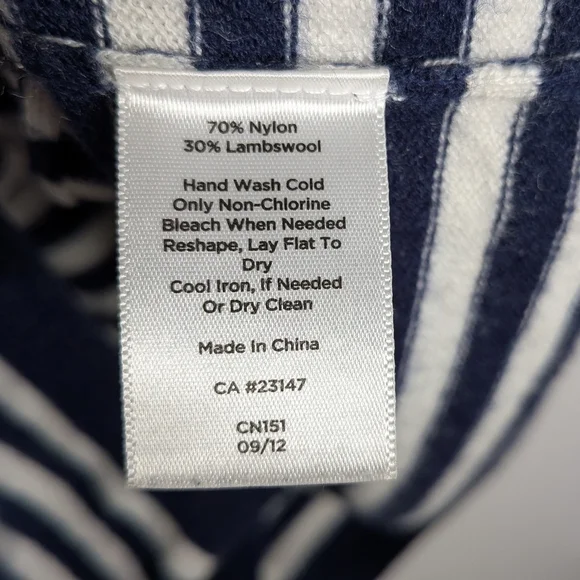 70% Nylon
30% Lambswool
Hand Wash Cold
Only Non-Chlorine
Bleach When Needed
Reshape, Lay Flat To
Dry
Cool Iron, If Needed
Or Dry Clean
Made In China
CA #23147
CN151
09/12